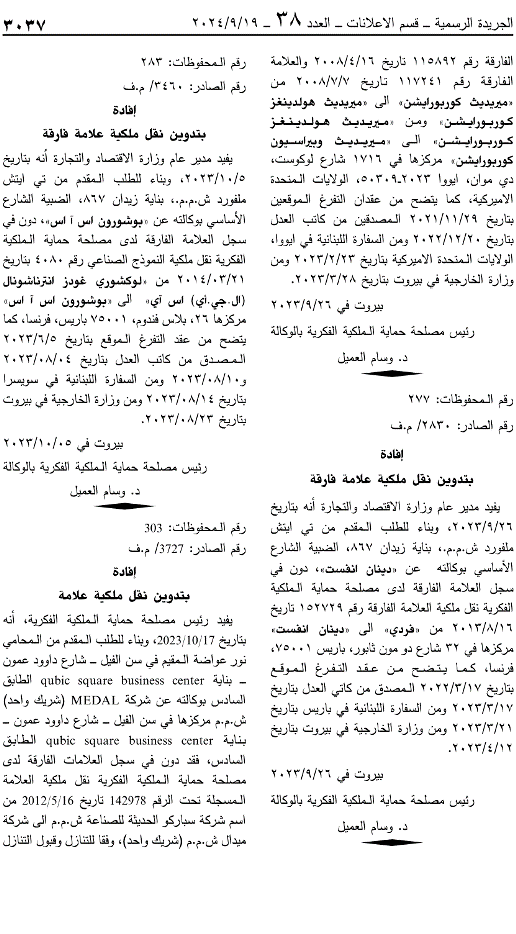 الجريدة الرسمية ــ قسم الاعلانات ــ العدد ٣٨ ــ ٢٠٢٤/٩/١٩
٣٠٣٧
الفارقة رقم ١١٥٨٩٢ تاريخ ٢٠٠٨/٤/١٦ والعلامة
الفارقة رقم ١١٧٢٤١ تاريخ ٢٠٠٨/٧/٧ من
«ميريديث كوربورايشن» الى «ميريديث هولدينغز
كوربورايشن» ومن «ميريديث هولدينغز
كوربورايشن» الى «ميريديث وبيراسيون
كوربورايشن» مركزها في ١٧١٦ شارع لوكوست،
دي موان، ايووا ٢٠٢٣-٥٠٣٠٩، الولايات المتحدة
الاميركية، كما يتضح من عقدان التفرغ الموقعين
بتاريخ ٢٠٢١/١١/٢٩ المصدقين من كاتب العدل
بتاريخ ٢٠٢٢/١٢/٢٠ ومن السفارة اللبنانية في ايووا،
الولايات المتحدة الاميركية بتاريخ ٢٠٢٣/٢/٢٣ ومن
وزارة الخارجية في بيروت بتاريخ ٢٠٢٣/٣/٢٨.
بيروت في ٢٠٢٣/٩/٢٦
رئيس مصلحة حماية الملكية الفكرية بالوكالة
د. وسام العميل
رقم المحفوظات: ٢٧٧
رقم الصادر: ٢٨٣٠/ م.ف
إفادة
بتدوين نقل ملكية علامة فارقة
يفيد مدير عام وزارة الاقتصاد والتجارة أنه بتاريخ
٢٠٢٣/٩/٢٦، وبناء للطلب المقدم من تي ايتش
ملفورد ش.م.م.، بناية زيدان ٨٦٧، الضبية الشارع
الأساسي بوكالته عن «دينان انفست»، دون في
سجل العلامة الفارقة لدى مصلحة حماية الملكية
الفكرية نقل ملكية العلامة الفارقة رقم ١٥٢٧٢٩ تاريخ
٢٠١٣/٨/١٦ من «فردي» الى «دينان انفست»
مركزها في ٣٢ شارع دو مون ثابور، باريس ٧٥٠٠١،
فرنسا، كما يتضح من عقد التفرغ الموقع
بتاريخ ٢٠٢٢/٣/١٧ المصدق من كاتي العدل بتاريخ
٢٠٢٣/٣/١٧ ومن السفارة اللبنانية في باريس بتاريخ
٢٠٢٣/٣/٢١ ومن وزارة الخارجية في بيروت بتاريخ
٢٠٢٣/٤/١٢.
بيروت في ٢٠٢٣/٩/٢٦
رئيس مصلحة حماية الملكية الفكرية بالوكالة
د. وسام العميل
رقم المحفوظات: ٢٨٣
رقم الصادر: ٣٤٦٠/ م.ف
إفادة
بتدوين نقل ملكية علامة فارقة
يفيد مدير عام وزارة الاقتصاد والتجارة أنه بتاريخ
٢٠٢٣/١٠/٥، وبناء للطلب المقدم من تي ايتش
ملفورد ش.م.م.، بناية زيدان ٨٦٧، الضبية الشارع
الأساسي بوكالته عن «بوشورون اس آ اس»، دون في
سجل العلامة الفارقة لدى مصلحة حماية الملكية
الفكرية نقل ملكية النموذج الصناعي رقم ٤٠٨٠ بتاريخ
٢٠١٤/٠٣/٢١ من «لوكشوري غودز انترناشونال
(ال.جي.أي) اس آي» الى «بوشورون اس آ اس»
مركزها ٢٦، بلاس فندوم، ٧٥٠٠١ باريس، فرنسا، كما
يتضح من عقد التفرغ الموقع بتاريخ ٢٠٢٣/٦/٥
المصدق من كاتب العدل بتاريخ ٢٠٢٣/٠٨/٠٤
و٢٠٢٣/٠٨/١٠ ومن السفارة اللبنانية في سويسرا
بتاريخ ٢٠٢٣/٠٨/١٤ ومن وزارة الخارجية في بيروت
بتاريخ ٢٠٢٣/٠٨/٢٣.
بيروت في ٢٠٢٣/١٠/٠٥
رئيس مصلحة حماية الملكية الفكرية بالوكالة
د. وسام العميل
رقم المحفوظات: 303
رقم الصادر: 3727/ م.ف
إفادة
بتدوين نقل ملكية علامة
يفيد رئيس مصلحة حماية الملكية الفكرية، أنه
بتاريخ 2023/10/17، وبناء للطلب المقدم من المحامي
نور عواضة المقيم في سن الفيل ــ شارع داوود عمون
ــ بناية qubic square business center الطابق
السادس بوكالته عن شركة MEDAL (شريك واحد)
ش.م.م مركزها في سن الفيل ــ شارع داوود عمون ــ
بناية qubic square business center الطابق
السادس، فقد دون في سجل العلامات الفارقة لدى
مصلحة حماية الملكية الفكرية نقل ملكية العلامة
المسجلة تحت الرقم 142978 تاريخ 2012/5/16 من
اسم شركة سباركو الحديثة للصناعة ش.م.م الى شركة
ميدال ش.م.م (شريك واحد)، وفقا للتنازل وقبول التنازل